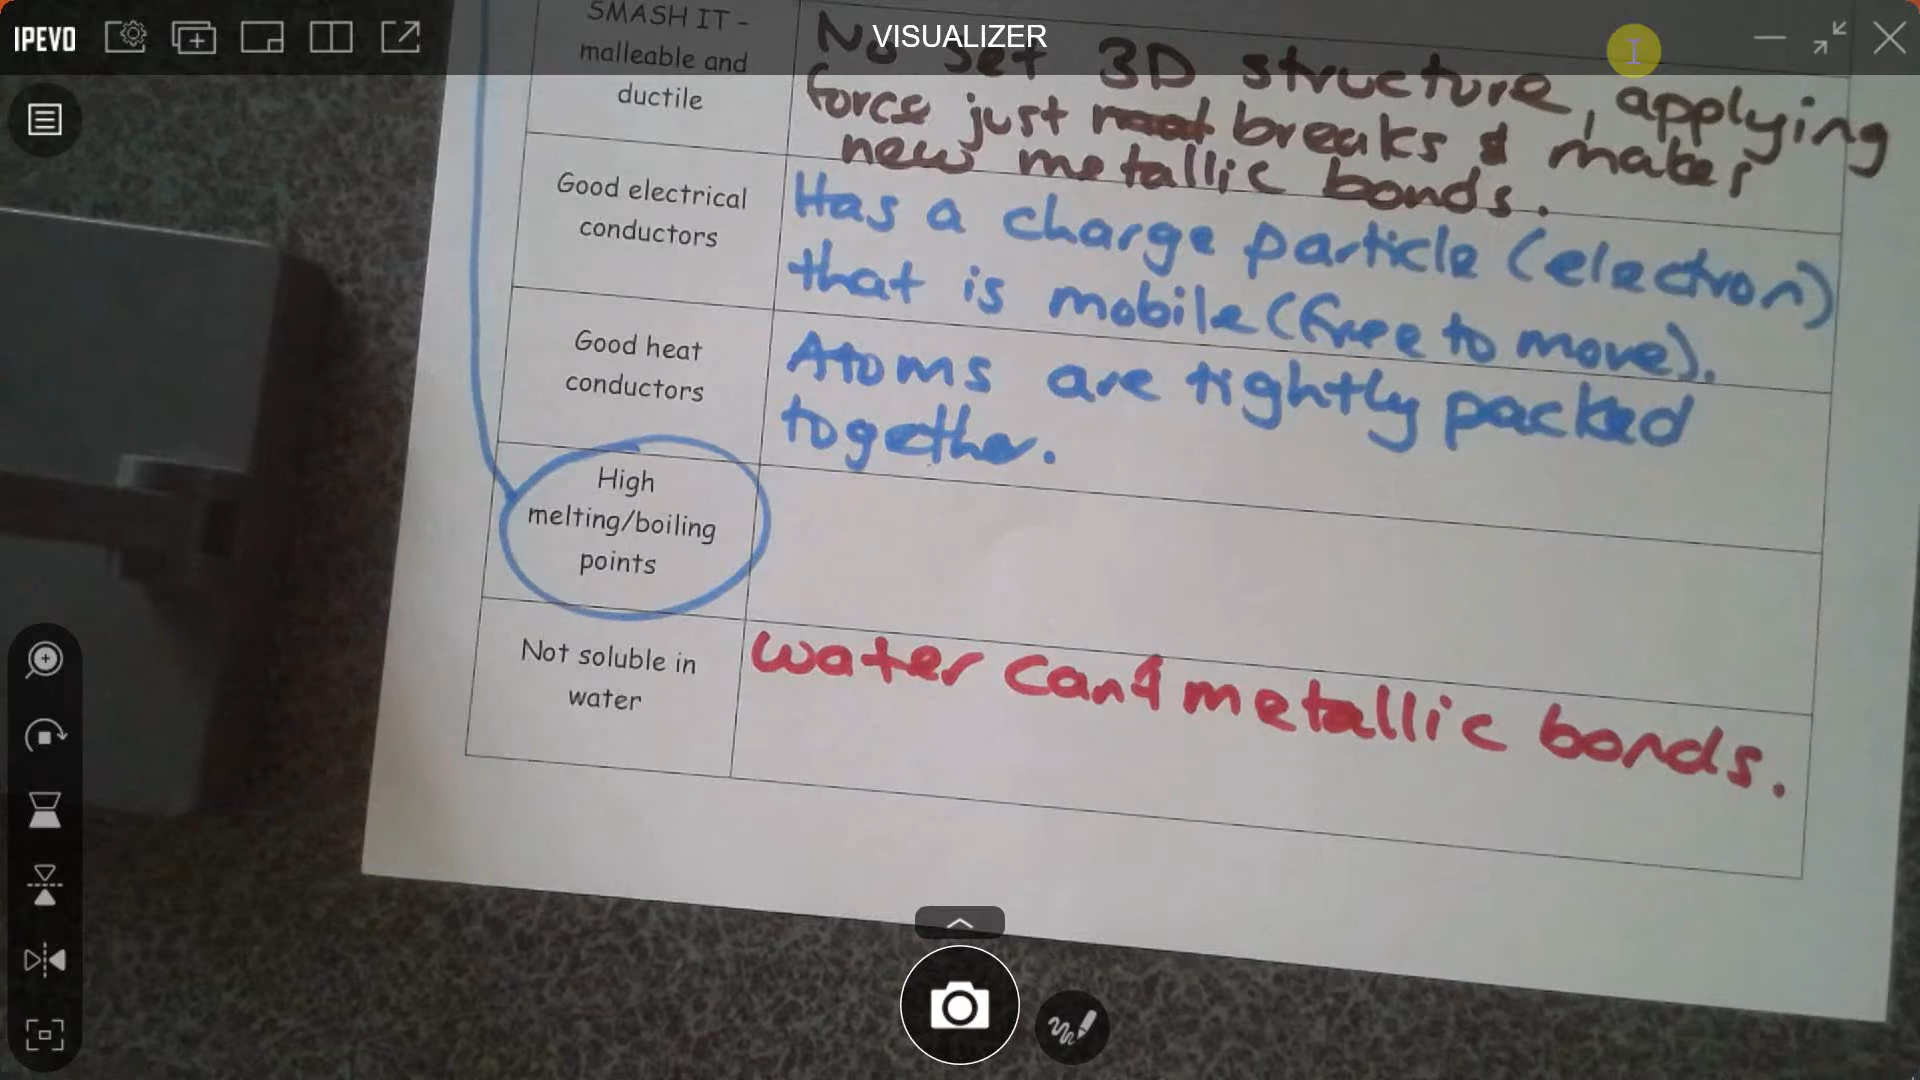 IPEVO
VISUALIZER
SMASH IT -
malleable and
ductile
No set 3D structure, applying
force just breaks & makes
new metallic bonds.
Good electrical
conductors
Has a charge particle (electron)
that is mobile (free to move).
Good heat
conductors
Atoms are tightly packed
together.
High
melting/boiling
points
Not soluble in
water
water can't metallic bonds.